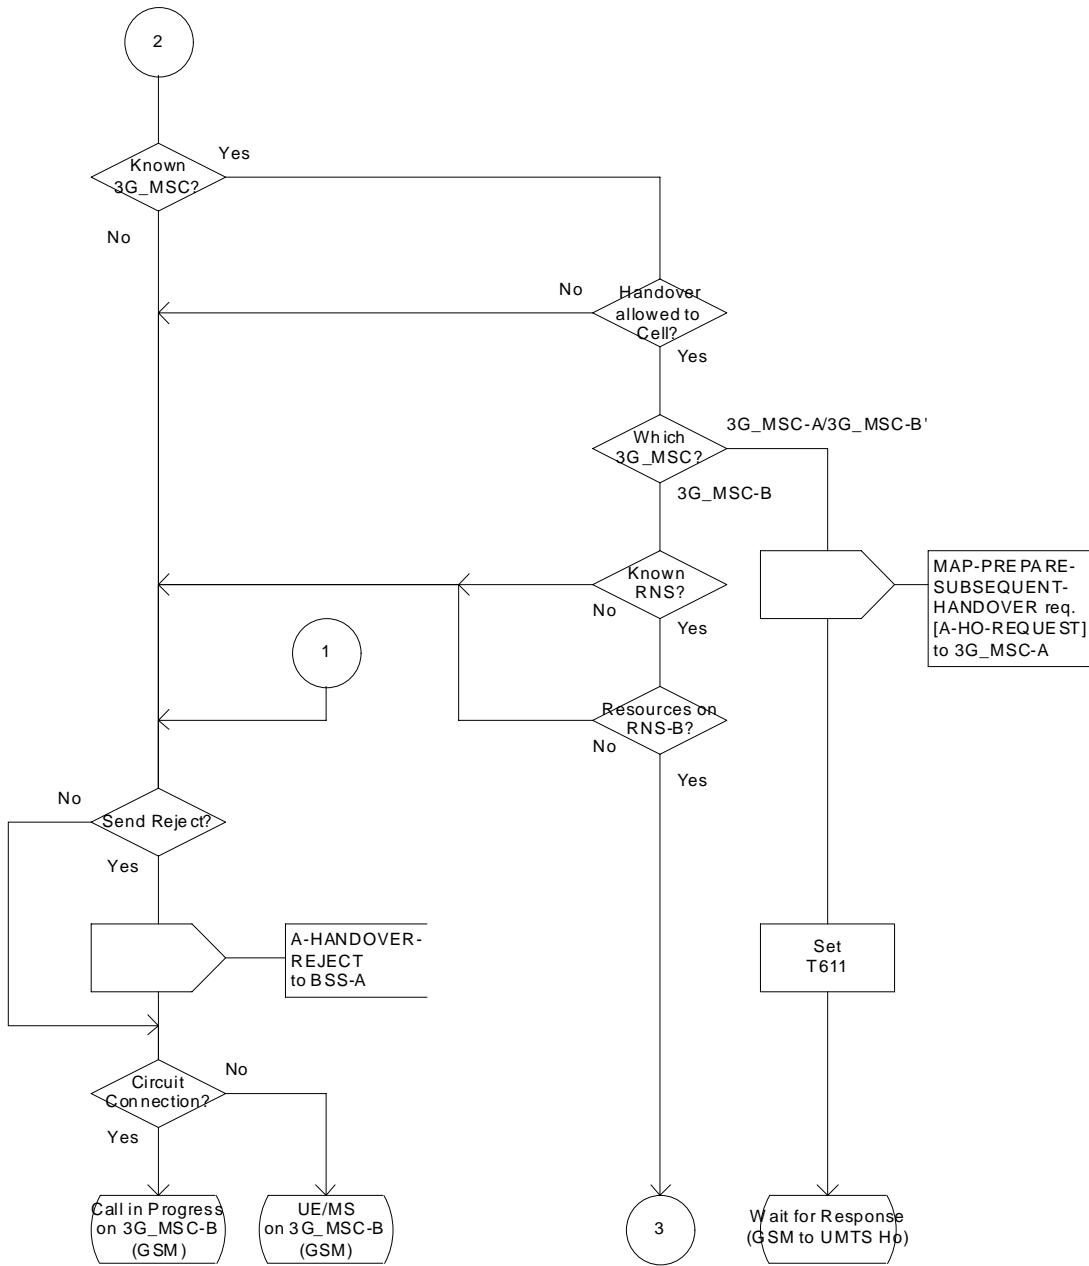 2
Known
3G_MSC?
Yes
No
Handover
allowed to
Cell?
No
Yes
Which
3G_MSC?
3G_MSC-A/3G_MSC-B'
3G_MSC-B
Known
RNS?
No
Yes
MAP-PREPARE-
SUBSEQUENT-
HANDOVER req.
[A-HO-REQUEST]
to 3G_MSC-A
1
Resources on
RNS-B?
No
Yes
No
Send Reject?
Yes
A-HANDOVER-
REJECT
to BSS-A
Set
T611
Circuit
Connection?
No
Yes
Call in Progress
on 3G_MSC-B
(GSM)
UE/MS
on 3G_MSC-B
(GSM)
3
Wait for Response
(GSM to UMTS Ho)